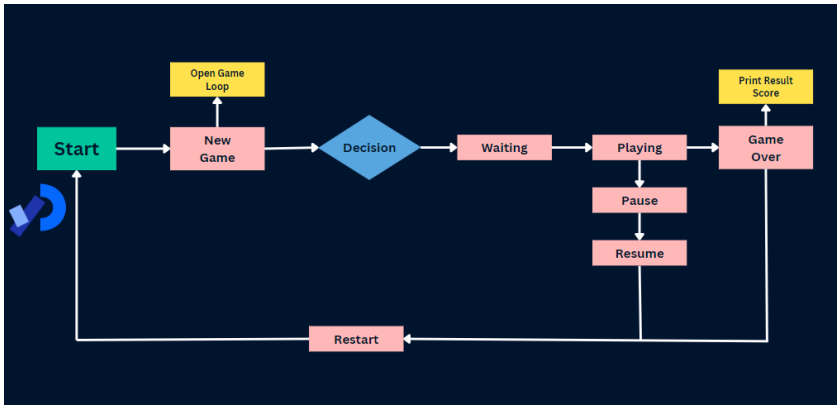 Open Game
Loop
Print Result
Score
Start
New
Game
Decision
Waiting
Playing
Game
Over
Pause
Resume
Restart